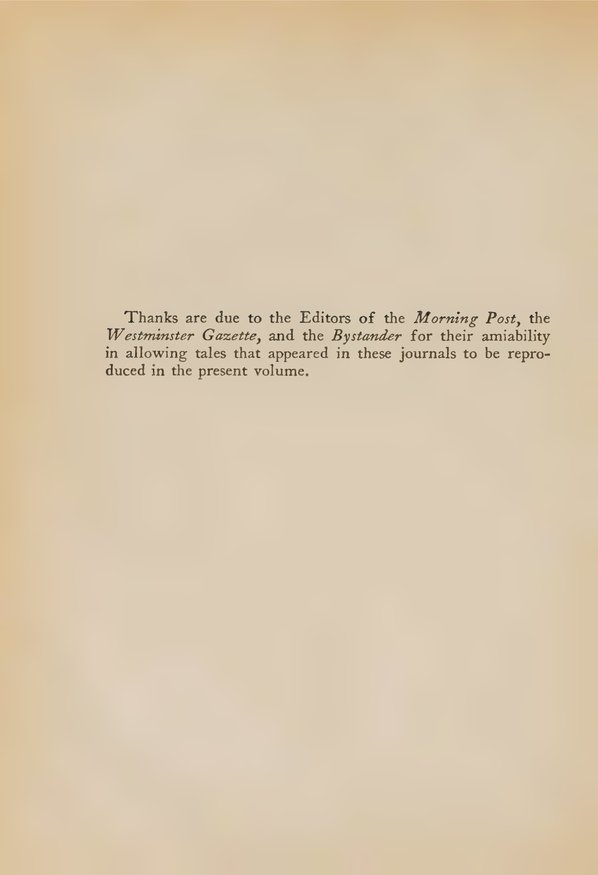 Thanks are due to the Editors of the Morning Post, the
Westminster Gazette, and the Bystander for their amiability
in allowing tales that appeared in these journals to be repro-
duced in the present volume.